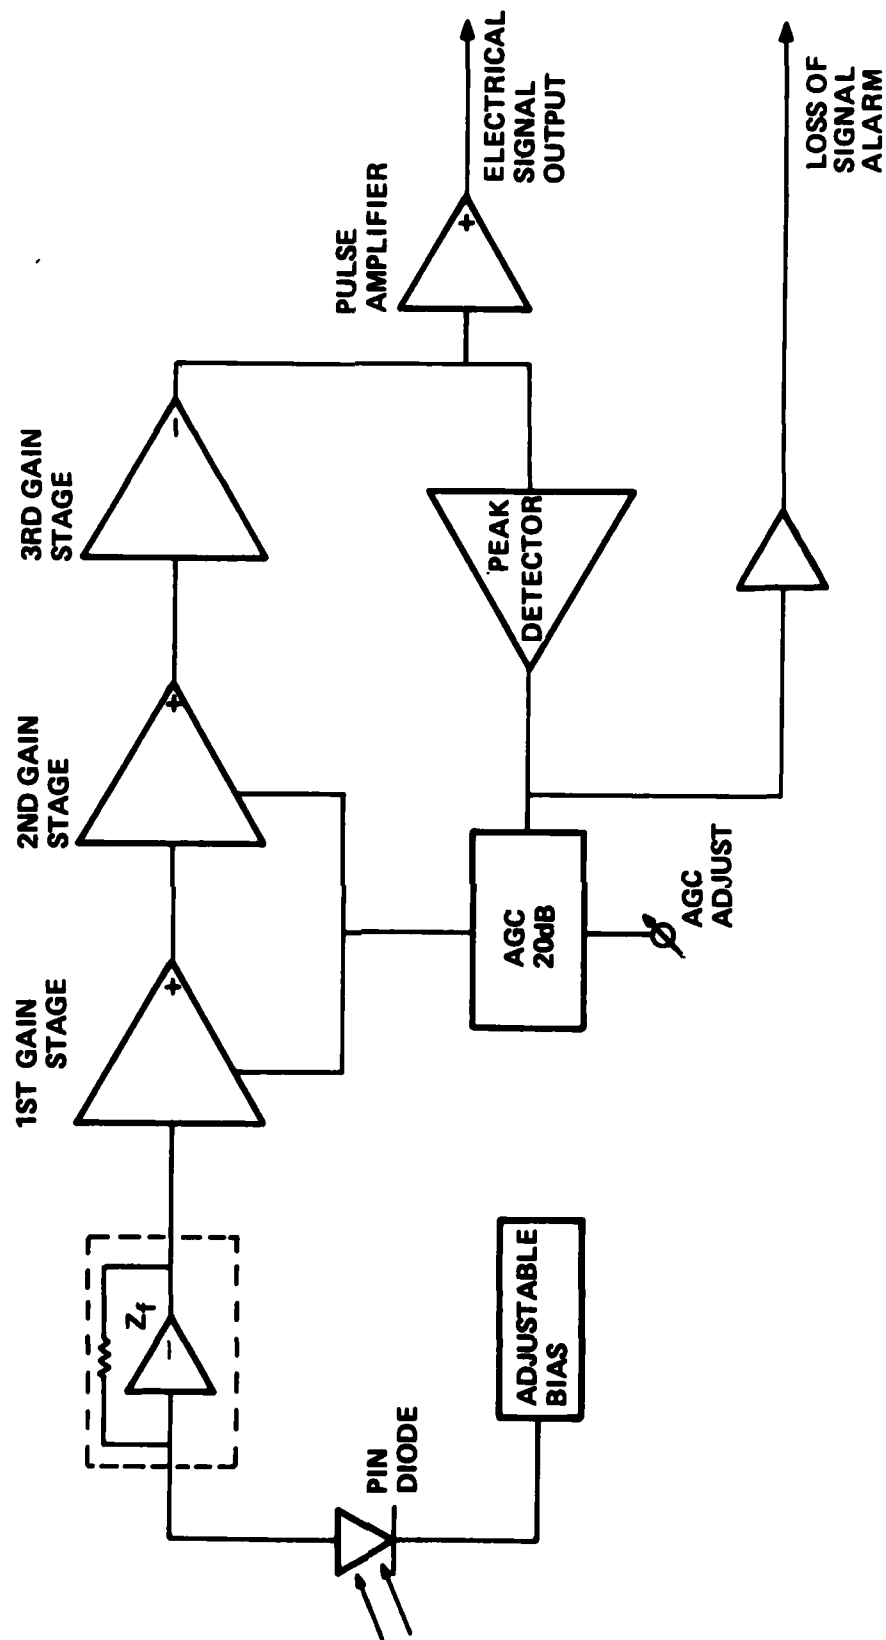 1ST GAIN
STAGE
2ND GAIN
STAGE
3RD GAIN
STAGE
Zf
−
+
+
−
PULSE
AMPLIFIER
+
ELECTRICAL
SIGNAL
OUTPUT
PIN
DIODE
ADJUSTABLE
BIAS
AGC
20dB
AGC
ADJUST
PEAK
DETECTOR
LOSS OF
SIGNAL
ALARM